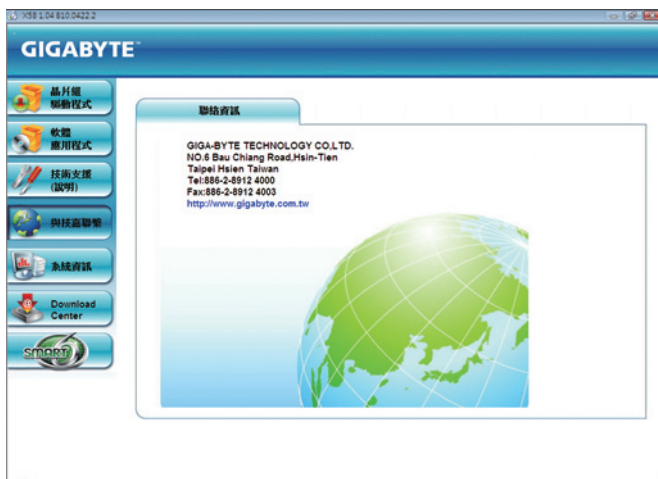 X58 1.04 B10.0422.2
GIGABYTE™
晶片組
驅動程式
軟體
應用程式
技術支援
(說明)
與技嘉聯繫
系統資訊
Download
Center
SMART 6
聯絡資訊
GIGA-BYTE TECHNOLOGY CO,LTD.
NO.6 Bau Chiang Road,Hsin-Tien
Taipei Hsien Taiwan
Tel:886-2-8912 4000
Fax:886-2-8912 4003
http://www.gigabyte.com.tw